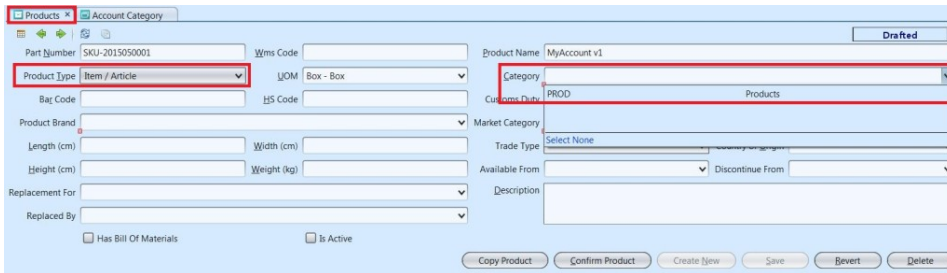 Products × Account Category
Drafted
Part Number SKU-2015050001 Wms Code Product Name MyAccount v1
Product Type Item / Article UOM Box - Box Category
Bar Code HS Code Customs Duty PROD Products
Product Brand Market Category
Length (cm) Width (cm) Trade Type Select None Country Of Origin
Height (cm) Weight (kg) Available From Discontinue From
Replacement For Description
Replaced By
Has Bill Of Materials Is Active
Copy Product Confirm Product Create New Save Revert Delete